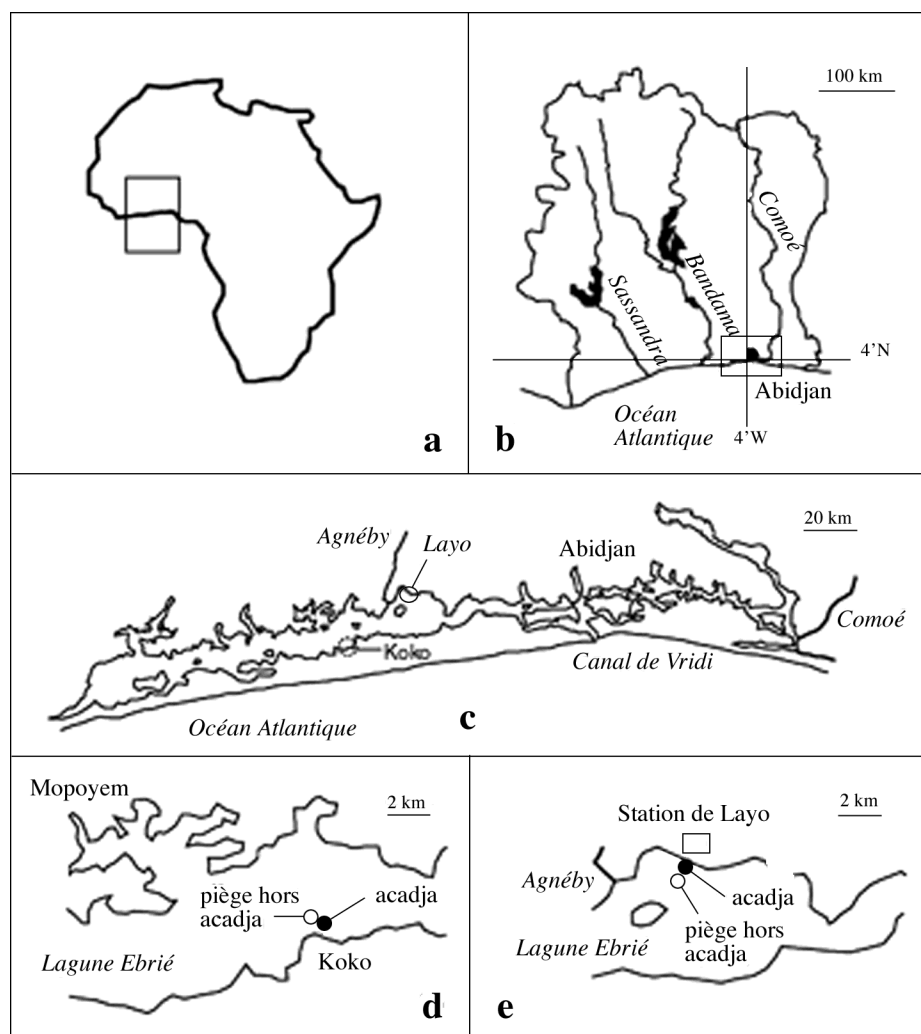 a
100 km
Comoé
Bandama
Sassandra
4'N
Abidjan
Océan
Atlantique
4'W
b
20 km
Agnéby
Layo
Abidjan
Comoé
Koko
Canal de Vridi
Océan Atlantique
c
Mopoyem
2 km
piège hors
acadja
acadja
Lagune Ebrié
Koko
d
2 km
Station de Layo
Agnéby
acadja
piège hors
acadja
Lagune Ebrié
e